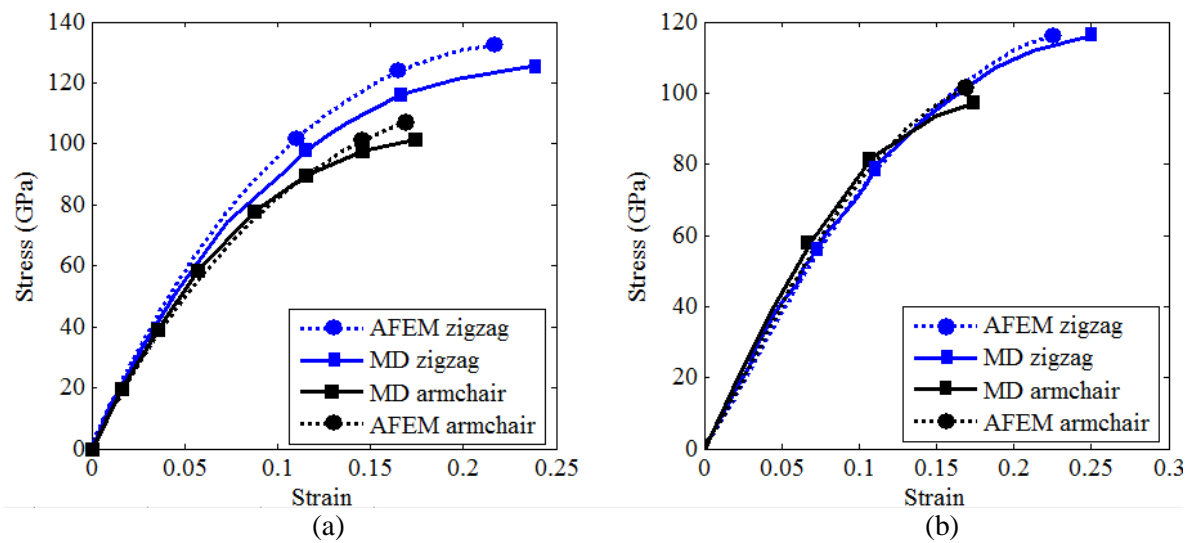 140
120
100
80
60
40
20
0
Stress (GPa)
0 0.05 0.1 0.15 0.2 0.25
Strain
AFEM zigzag
MD zigzag
MD armchair
AFEM armchair
(a)
120
100
80
60
40
20
0
Stress (GPa)
0 0.05 0.1 0.15 0.2 0.25 0.3
Strain
AFEM zigzag
MD zigzag
MD armchair
AFEM armchair
(b)